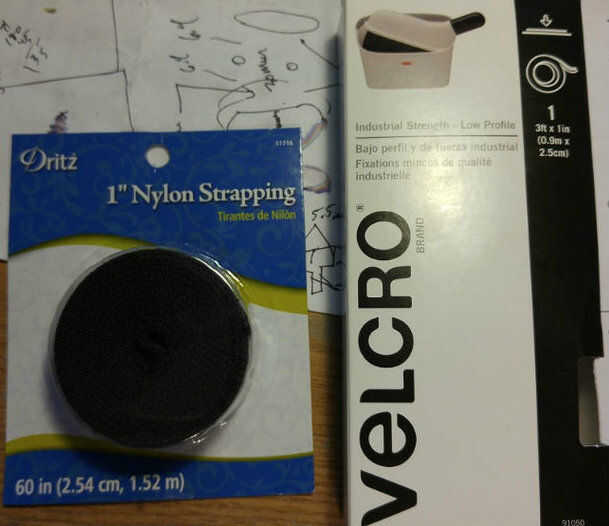 Dritz
1" Nylon Strapping
Tirantes de Nilón
60 in (2.54 cm, 1.52 m)
Industrial Strength - Low Profile
Bajo perfil y de fuerza industrial
Fixations minces de qualité
industrielle
1
3ft x 1in
(0.9m x
2.5cm)
VELCRO®
BRAND
91050
5.5